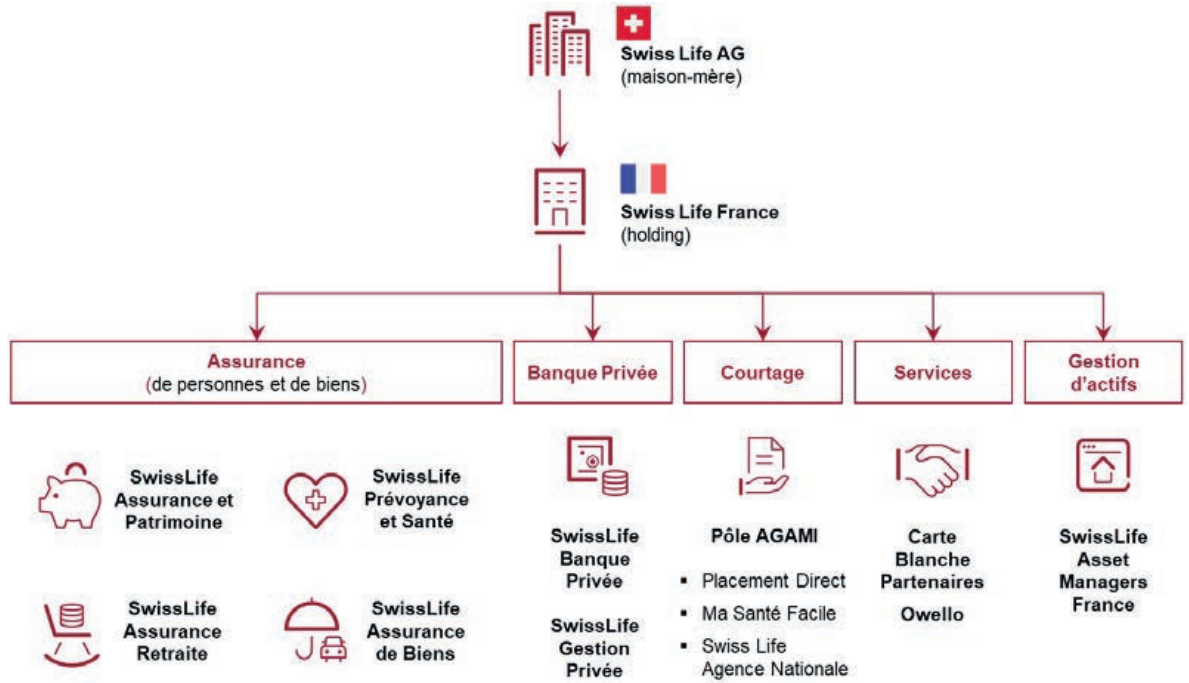 Swiss Life AG
(maison-mère)
Swiss Life France
(holding)
Assurance
(de personnes et de biens)
Banque Privée
Courtage
Services
Gestion
d'actifs
SwissLife
Assurance et
Patrimoine
SwissLife
Prévoyance
et Santé
SwissLife
Assurance
Retraite
SwissLife
Assurance
de Biens
SwissLife
Banque
Privée
SwissLife
Gestion
Privée
Pôle AGAMI
▪ Placement Direct
▪ Ma Santé Facile
▪ Swiss Life
Agence Nationale
Carte
Blanche
Partenaires
Owello
SwissLife
Asset
Managers
France